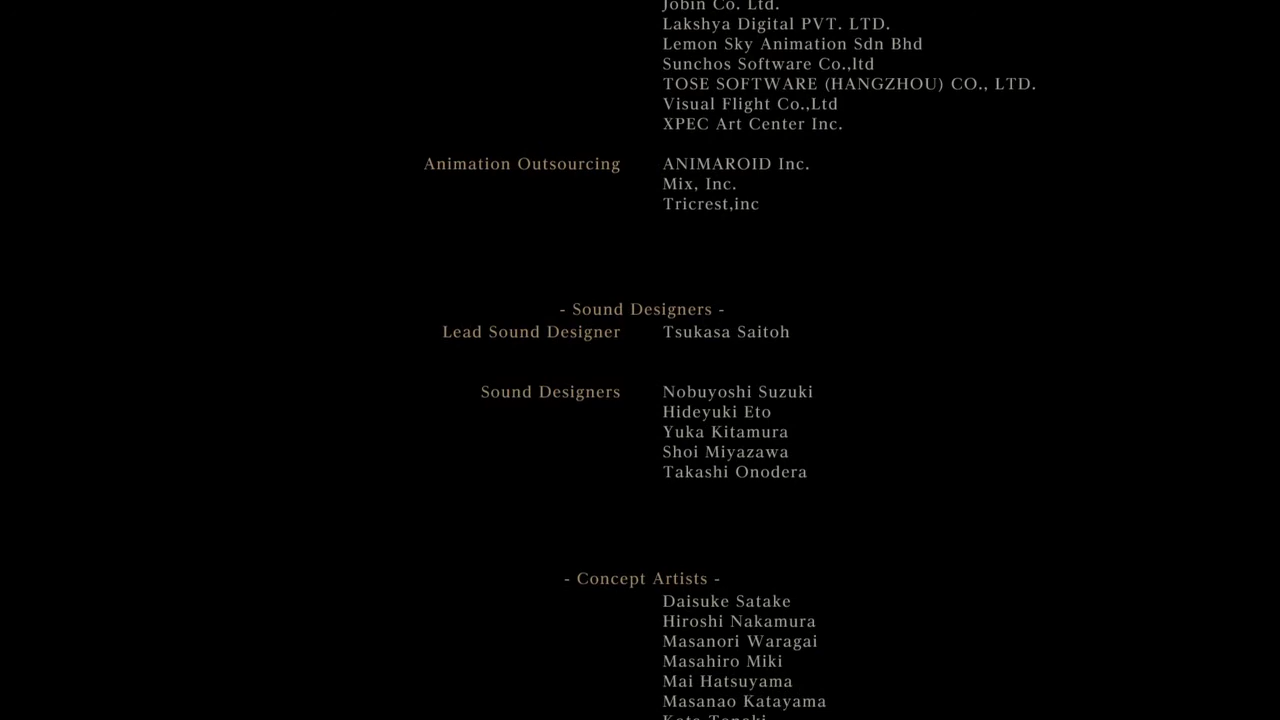 Jobin Co. Ltd.
Lakshya Digital PVT. LTD.
Lemon Sky Animation Sdn Bhd
Sunchos Software Co.,ltd
TOSE SOFTWARE (HANGZHOU) CO., LTD.
Visual Flight Co.,Ltd
XPEC Art Center Inc.
Animation Outsourcing ANIMAROID Inc.
Mix, Inc.
Tricrest,inc
- Sound Designers -
Lead Sound Designer Tsukasa Saitoh
Sound Designers Nobuyoshi Suzuki
Hideyuki Eto
Yuka Kitamura
Shoi Miyazawa
Takashi Onodera
- Concept Artists -
Daisuke Satake
Hiroshi Nakamura
Masanori Waragai
Masahiro Miki
Mai Hatsuyama
Masanao Katayama